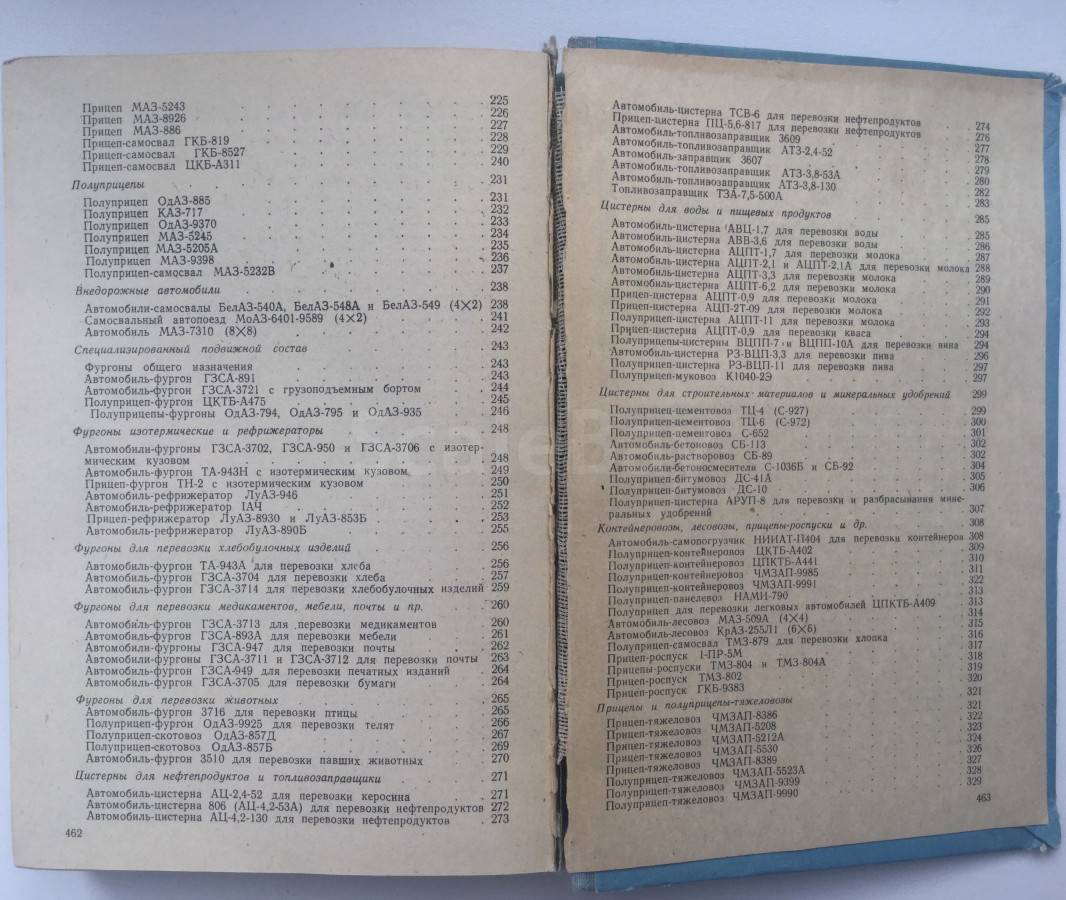 Прицеп МАЗ-5243 225
Прицеп МАЗ-8926 226
Прицеп МАЗ-886 227
Прицеп-самосвал ГКБ-819 228
Прицеп-самосвал ГКБ-8527 229
Прицеп-самосвал ЦКБ-А311 240
Полуприцепы 231
Полуприцеп ОдАЗ-885 231
Полуприцеп КАЗ-717 232
Полуприцеп ОдАЗ-9370 233
Полуприцеп МАЗ-5245 234
Полуприцеп МАЗ-5205А 235
Полуприцеп МАЗ-9398 236
Полуприцеп-самосвал МАЗ-5232В 237
Внедорожные автомобили 238
Автомобили-самосвалы БелАЗ-540А, БелАЗ-548А и БелАЗ-549 (4×2) 238
Самосвальный автопоезд МоАЗ-6401-9589 (4×2) 241
Автомобиль МАЗ-7310 (8×8) 242
Специализированный подвижной состав 243
Фургоны общего назначения 243
Автомобиль-фургон ГЗСА-891 243
Автомобиль-фургон ГЗСА-3721 с грузоподъемным бортом 244
Полуприцеп-фургон ЦКТБ-А475 245
Полуприцепы-фургоны ОдАЗ-794, ОдАЗ-795 и ОдАЗ-935 246
Фургоны изотермические и рефрижераторы 248
Автомобили-фургоны ГЗСА-3702, ГЗСА-950 и ГЗСА-3706 с изотер-
мическим кузовом 248
Автомобиль-фургон ТА-943Н с изотермическим кузовом 249
Прицеп-фургон ТН-2 с изотермическим кузовом 250
Автомобиль-рефрижератор ЛуАЗ-946 251
Автомобиль-рефрижератор 1АЧ 252
Прицеп-рефрижератор ЛуАЗ-8930 и ЛуАЗ-853Б 253
Автомобиль-рефрижератор ЛуАЗ-890Б 255
Фургоны для перевозки хлебобулочных изделий 256
Автомобиль-фургон ТА-943А для перевозки хлеба 256
Автомобиль-фургон ГЗСА-3704 для перевозки хлеба 257
Автомобиль-фургон ГЗСА-3714 для перевозки хлебобулочных изделий 259
Фургоны для перевозки медикаментов, мебели, почты и пр. 260
Автомобиль-фургон ГЗСА-3713 для перевозки медикаментов 260
Автомобиль-фургон ГЗСА-893А для перевозки мебели 261
Автомобили-фургоны ГЗСА-947 для перевозки почты 262
Автомобили-фургоны ГЗСА-3711 и ГЗСА-3712 для перевозки почты 263
Автомобиль-фургон ГЗСА-949 для перевозки печатных изданий 264
Автомобиль-фургон ГЗСА-3705 для перевозки бумаги 264
Фургоны для перевозки животных 265
Автомобиль-фургон 3716 для перевозки птицы 265
Полуприцеп-фургон ОдАЗ-9925 для перевозки телят 266
Полуприцеп-скотовоз ОдАЗ-857Д 267
Полуприцеп-скотовоз ОдАЗ-857Б 269
Автомобиль-фургон 3510 для перевозки павших животных 270
Цистерны для нефтепродуктов и топливозаправщики 271
Автомобиль-цистерна АЦ-2,4-52 для перевозки керосина 271
Автомобиль-цистерна 806 (АЦ-4,2-53А) для перевозки нефтепродуктов 272
Автомобиль-цистерна АЦ-4,2-130 для перевозки нефтепродуктов 273
462
Автомобиль-цистерна ТСВ-6 для перевозки нефтепродуктов 274
Прицеп-цистерна ПЦ-5,6-817 для перевозки нефтепродуктов 276
Автомобиль-топливозаправщик 3609 277
Автомобиль-топливозаправщик АТЗ-2,4-52 278
Автомобиль-заправщик 3607 279
Автомобиль-топливозаправщик АТЗ-3,8-53А 280
Автомобиль-топливозаправщик АТЗ-3,8-130 282
Топливозаправщик ТЗА-7,5-500А 283
Цистерны для воды и пищевых продуктов 285
Автомобиль-цистерна АВЦ-1,7 для перевозки воды 285
Автомобиль-цистерна АВВ-3,6 для перевозки воды 286
Автомобиль-цистерна АЦПТ-1,7 для перевозки молока 287
Автомобиль-цистерна АЦПТ-2,1 и АЦПТ-2,1А для перевозки молока 288
Автомобиль-цистерна АЦПТ-3,3 для перевозки молока 289
Автомобиль-цистерна АЦПТ-6,2 для перевозки молока 290
Прицеп-цистерна АЦПТ-0,9 для перевозки молока 291
Прицеп-цистерна АЦП-2Т-09 для перевозки молока 292
Полуприцеп-цистерна АЦПТ-11 для перевозки молока 293
Прицеп-цистерна АЦПТ-0,9 для перевозки кваса 294
Полуприцепы-цистерны ВЦПП-7 и ВЦПП-10А для перевозки вина 294
Автомобиль-цистерна РЗ-ВЦП-3,3 для перевозки пива 296
Полуприцеп-цистерна РЗ-ВЦП-11 для перевозки пива 297
Полуприцеп-муковоз К1040-2Э 297
Цистерны для строительных материалов и минеральных удобрений 299
Полуприцеп-цементовоз ТЦ-4 (С-927) 299
Полуприцеп-цементовоз ТЦ-6 (С-972) 300
Полуприцеп-цементовоз С-652 301
Автомобиль-бетоновоз СБ-113 302
Автомобиль-растворовоз СБ-89 302
Автомобили-бетоносмесители С-1036Б и СБ-92 304
Полуприцеп-битумовоз ДС-41А 305
Полуприцеп-битумовоз ДС-10 306
Полуприцеп-цистерна АРУП-8 для перевозки и разбрасывания мине-
ральных удобрений 307
Контейнеровозы, лесовозы, прицепы-роспуски и др. 308
Автомобиль-самопогрузчик НИИАТ-П404 для перевозки контейнеров 308
Полуприцеп-контейнеровоз ЦКТБ-А402 309
Полуприцеп-контейнеровоз ЦПКТБ-А441 310
Полуприцеп-контейнеровоз ЧМЗАП-9985 311
Полуприцеп-контейнеровоз ЧМЗАП-9991 322
Полуприцеп-панелевоз НАМИ-790 313
Полуприцеп для перевозки легковых автомобилей ЦПКТБ-А409 313
Автомобиль-лесовоз МАЗ-509А (4×4) 314
Автомобиль-лесовоз КрАЗ-255Л1 (6×6) 315
Полуприцеп-самосвал ТМЗ-879 для перевозки хлопка 316
Прицеп-роспуск 1-ПР-5М 317
Прицепы-роспуски ТМЗ-804 и ТМЗ-804А 318
Прицеп-роспуск ТМЗ-802 319
Прицеп-роспуск ГКБ-9383 320
Прицепы и полуприцепы-тяжеловозы 321
Прицеп-тяжеловоз ЧМЗАП-8386 321
Прицеп-тяжеловоз ЧМЗАП-5208 322
Прицеп-тяжеловоз ЧМЗАП-5212А 323
Прицеп-тяжеловоз ЧМЗАП-5530 324
Прицеп-тяжеловоз ЧМЗАП-8389 326
Полуприцеп-тяжеловоз ЧМЗАП-5523А 327
Полуприцеп-тяжеловоз ЧМЗАП-9399 328
Полуприцеп-тяжеловоз ЧМЗАП-9990 329
463